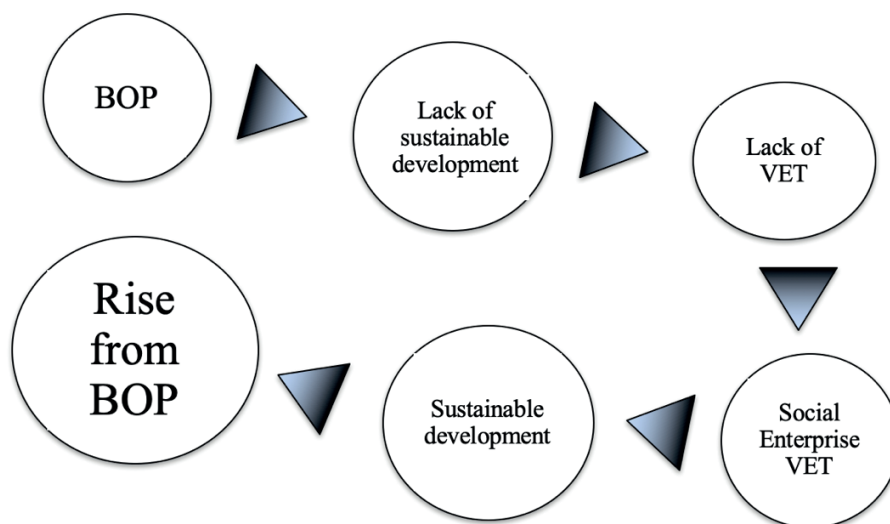 BOP
Lack of
sustainable
development
Lack of
VET
Social
Enterprise
VET
Sustainable
development
Rise
from
BOP